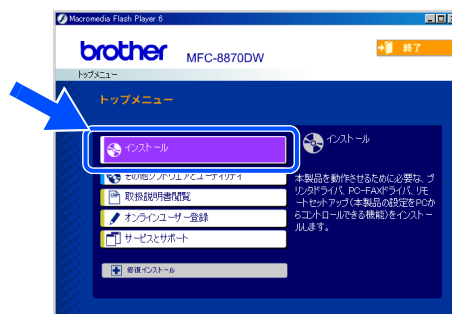 Macromedia Flash Player 6
brother MFC-8870DW
終了
トップメニュー
トップメニュー
インストール
その他ソフトウェアとユーティリティ
取扱説明書閲覧
オンラインユーザー登録
サービスとサポート
修復インストール
インストール
本製品を動作させるために必要な、プ
リンタドライバ、PC-FAXドライバ、リモ
ートセットアップ(本製品の設定をPCか
らコントロールできる機能)をインストー
ルします。